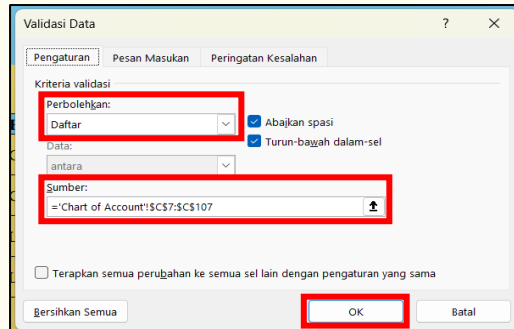 Validasi Data ? ×
Pengaturan Pesan Masukan Peringatan Kesalahan
Kriteria validasi
Perbolehkan:
Daftar
Abajkan spasi
Data:
Turun-bawah dalam-sel
antara
Sumber:
='Chart of Account'!$C$7:$C$107
Terapkan semua perubahan ke semua sel lain dengan pengaturan yang sama
Bersihkan Semua OK Batal